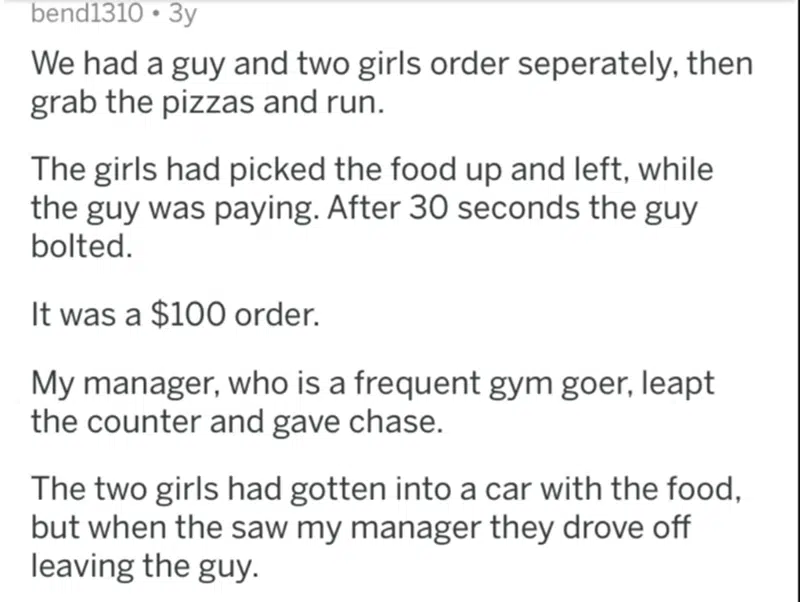 bend1310 • 3y
We had a guy and two girls order seperately, then
grab the pizzas and run.
The girls had picked the food up and left, while
the guy was paying. After 30 seconds the guy
bolted.
It was a $100 order.
My manager, who is a frequent gym goer, leapt
the counter and gave chase.
The two girls had gotten into a car with the food,
but when the saw my manager they drove off
leaving the guy.